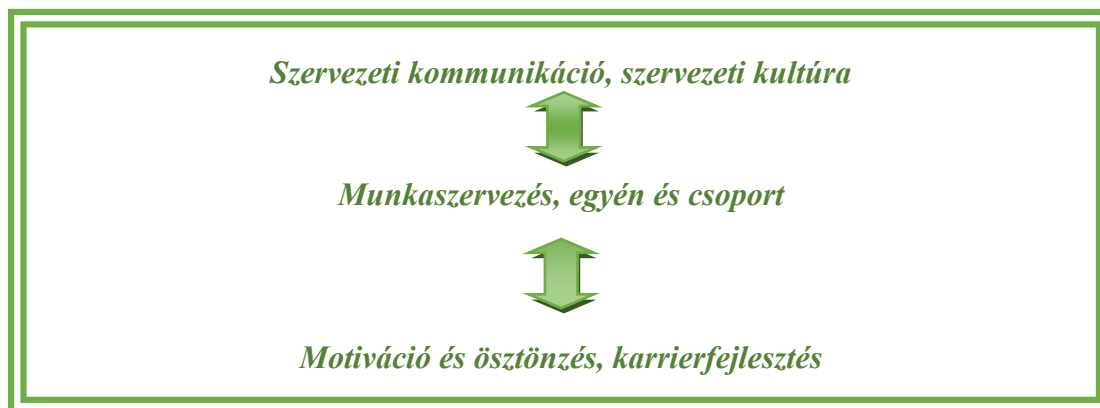 Szervezeti kommunikáció, szervezeti kultúra
Munkaszervezés, egyén és csoport
Motiváció és ösztönzés, karrierfejlesztés